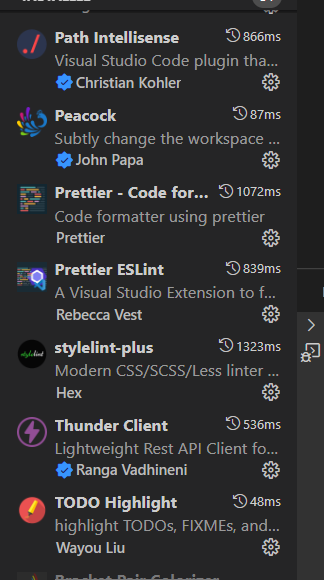 Path Intellisense 866ms
Visual Studio Code plugin tha...
Christian Kohler
Peacock 87ms
Subtly change the workspace ...
John Papa
Prettier - Code for... 1072ms
Code formatter using prettier
Prettier
Prettier ESLint 839ms
A Visual Studio Extension to f...
Rebecca Vest
stylelint-plus 1323ms
Modern CSS/SCSS/Less linter ...
Hex
Thunder Client 536ms
Lightweight Rest API Client fo...
Ranga Vadhineni
TODO Highlight 48ms
highlight TODOs, FIXMEs, and...
Wayou Liu
Bracket Pair Colorizer